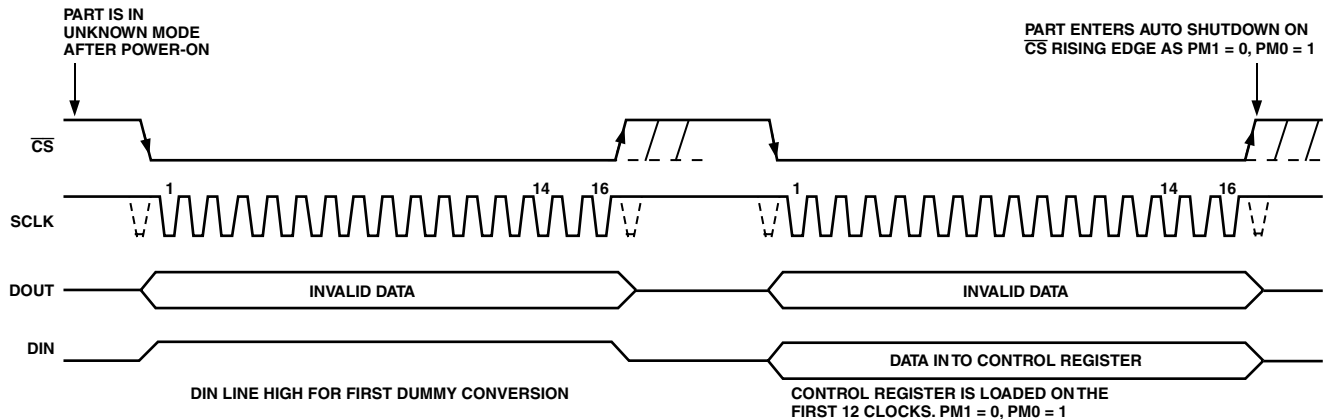 PART IS IN
UNKNOWN MODE
AFTER POWER-ON
PART ENTERS AUTO SHUTDOWN ON
CS RISING EDGE AS PM1 = 0, PM0 = 1
CS
1 14 16 1 14 16
SCLK
DOUT INVALID DATA INVALID DATA
DIN DATA IN TO CONTROL REGISTER
DIN LINE HIGH FOR FIRST DUMMY CONVERSION
CONTROL REGISTER IS LOADED ON THE
FIRST 12 CLOCKS. PM1 = 0, PM0 = 1